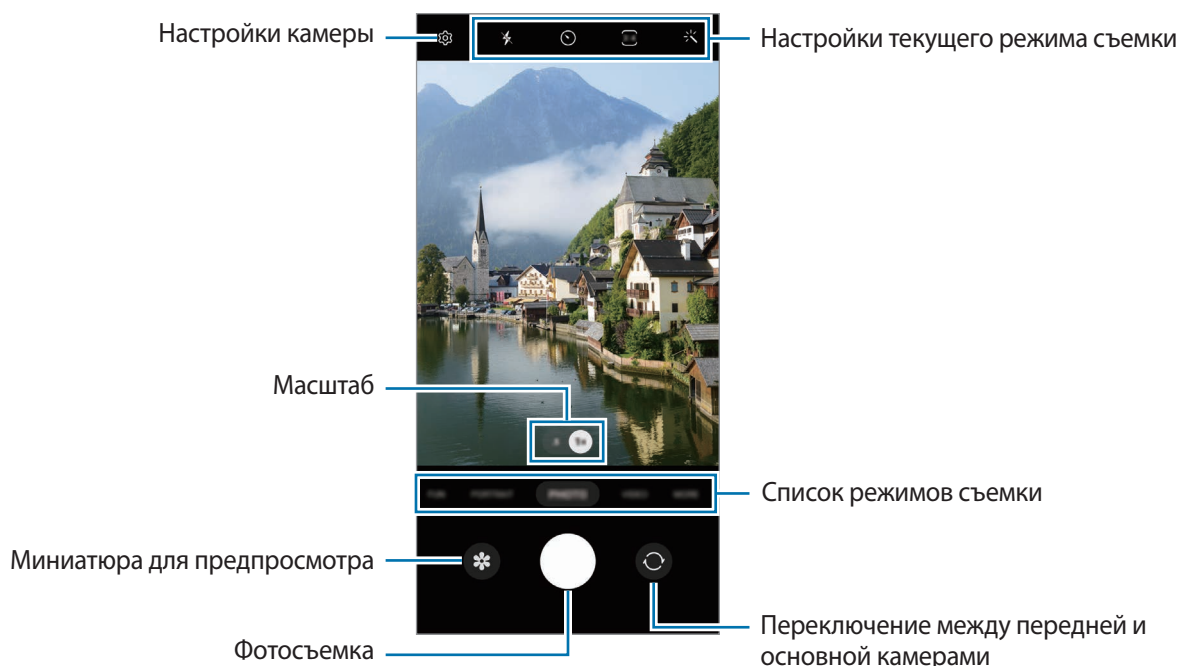 Настройки камеры
Настройки текущего режима съемки
Масштаб
Список режимов съемки
Миниатюра для предпросмотра
Фотосъемка
Переключение между передней и
основной камерами